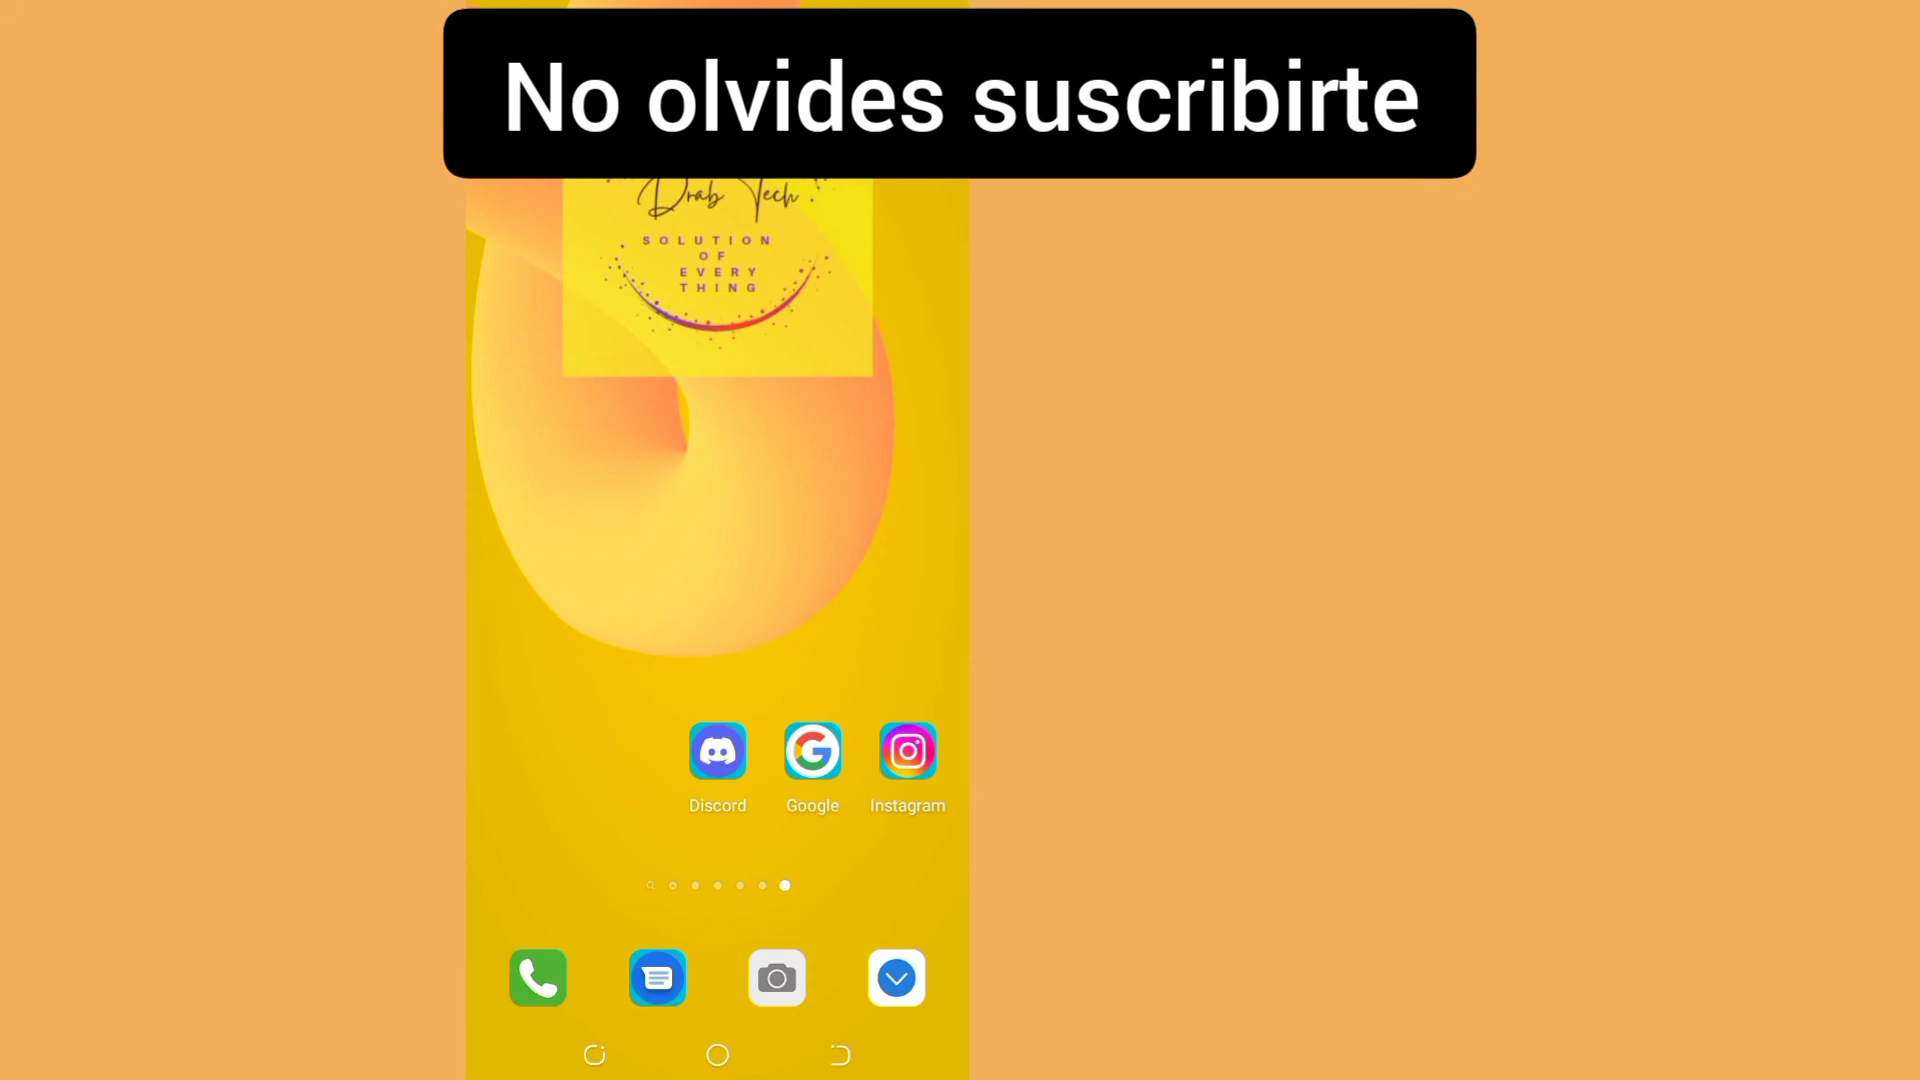 No olvides suscribirte
Drab Tech
SOLUTION
OF
EVERY
THING
Discord
Google
Instagram